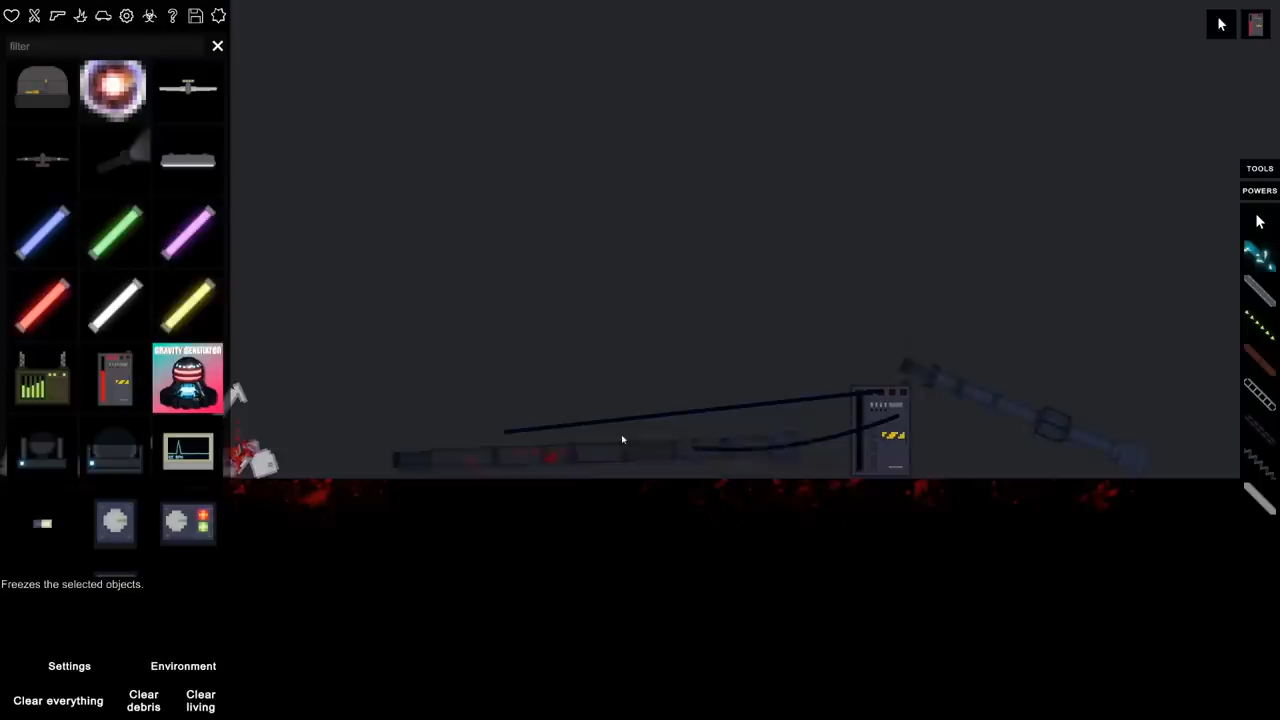 filter
TOOLS
POWERS
GRAVITY GENERATOR
Freezes the selected objects.
Settings
Environment
Clear everything
Clear debris
Clear living